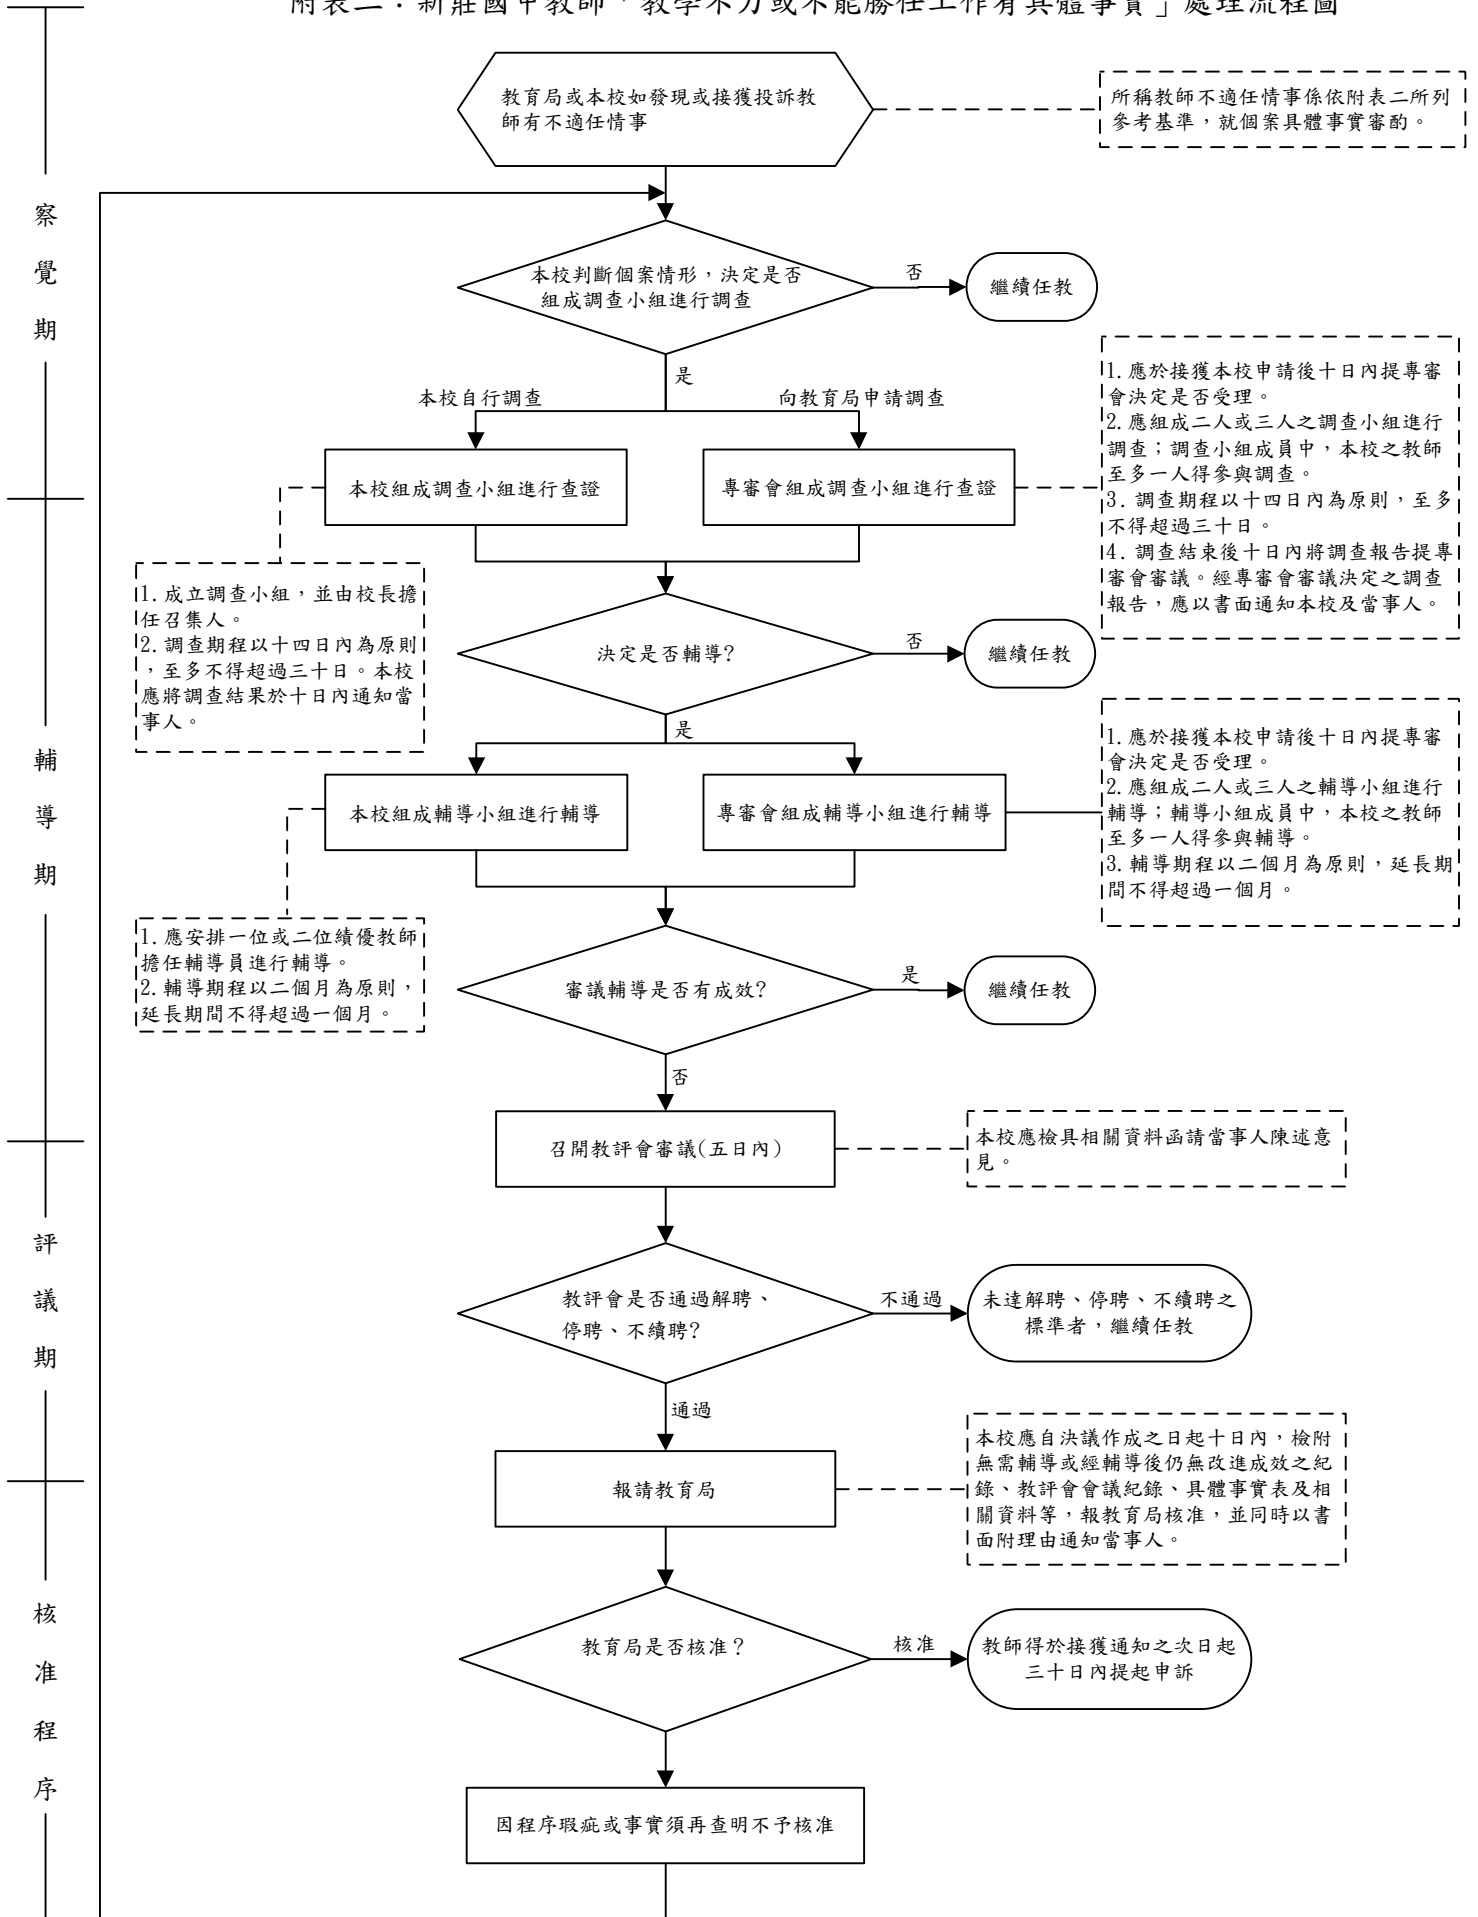 附表二：新莊國中教師「教學不力或不能勝任工作有具體事實」處理流程圖
教育局或本校如發現或接獲投訴教
師有不適任情事
所稱教師不適任情事係依附表二所列
參考基準，就個案具體事實審酌。
察
覺
期
本校判斷個案情形，決定是否
組成調查小組進行調查
否
繼續任教
是
本校自行調查
向教育局申請調查
本校組成調查小組進行查證
專審會組成調查小組進行查證
1.應於接獲本校申請後十日內提專審
會決定是否受理。
2.應組成二人或三人之調查小組進行
調查；調查小組成員中，本校之教師
至多一人得參與調查。
3.調查期程以十四日內為原則，至多
不得超過三十日。
4.調查結束後十日內將調查報告提專
審會審議。經專審會審議決定之調查
報告，應以書面通知本校及當事人。
1.成立調查小組，並由校長擔
任召集人。
2.調查期程以十四日內為原則
，至多不得超過三十日。本校
應將調查結果於十日內通知當
事人。
決定是否輔導?
否
繼續任教
是
輔
導
期
本校組成輔導小組進行輔導
專審會組成輔導小組進行輔導
1.應於接獲本校申請後十日內提專審
會決定是否受理。
2.應組成二人或三人之輔導小組進行
輔導；輔導小組成員中，本校之教師
至多一人得參與輔導。
3.輔導期程以二個月為原則，延長期
間不得超過一個月。
1.應安排一位或二位績優教師
擔任輔導員進行輔導。
2.輔導期程以二個月為原則，
延長期間不得超過一個月。
審議輔導是否有成效?
是
繼續任教
否
召開教評會審議(五日內)
本校應檢具相關資料函請當事人陳述意
見。
評
議
期
教評會是否通過解聘、
停聘、不續聘?
不通過
未達解聘、停聘、不續聘之
標準者，繼續任教
通過
報請教育局
本校應自決議作成之日起十日內，檢附
無需輔導或經輔導後仍無改進成效之紀
錄、教評會會議紀錄、具體事實表及相
關資料等，報教育局核准，並同時以書
面附理由通知當事人。
核
准
程
序
教育局是否核准？
核准
教師得於接獲通知之次日起
三十日內提起申訴
因程序瑕疵或事實須再查明不予核准